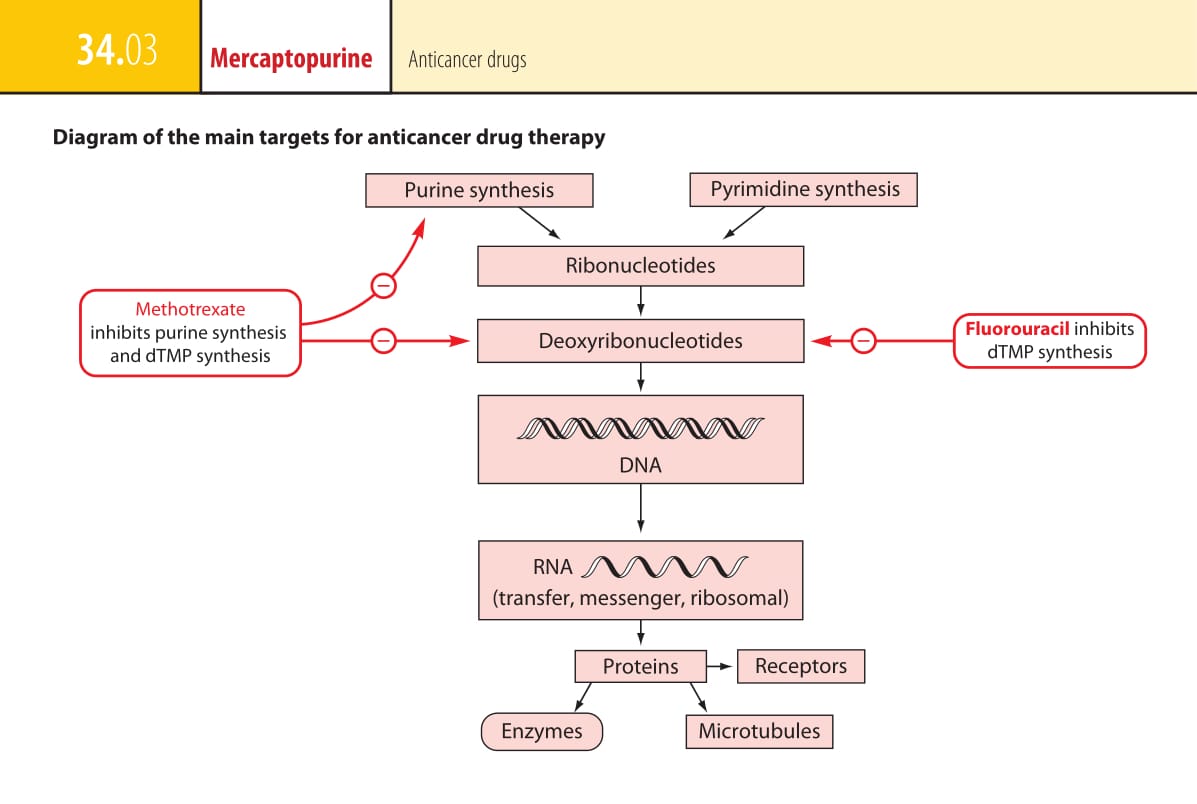 34.03
Mercaptopurine
Anticancer drugs
Diagram of the main targets for anticancer drug therapy
Purine synthesis
Pyrimidine synthesis
Ribonucleotides
Methotrexate
inhibits purine synthesis
and dTMP synthesis
−
−
Deoxyribonucleotides
−
Fluorouracil inhibits
dTMP synthesis
DNA
RNA
(transfer, messenger, ribosomal)
Proteins
Receptors
Enzymes
Microtubules